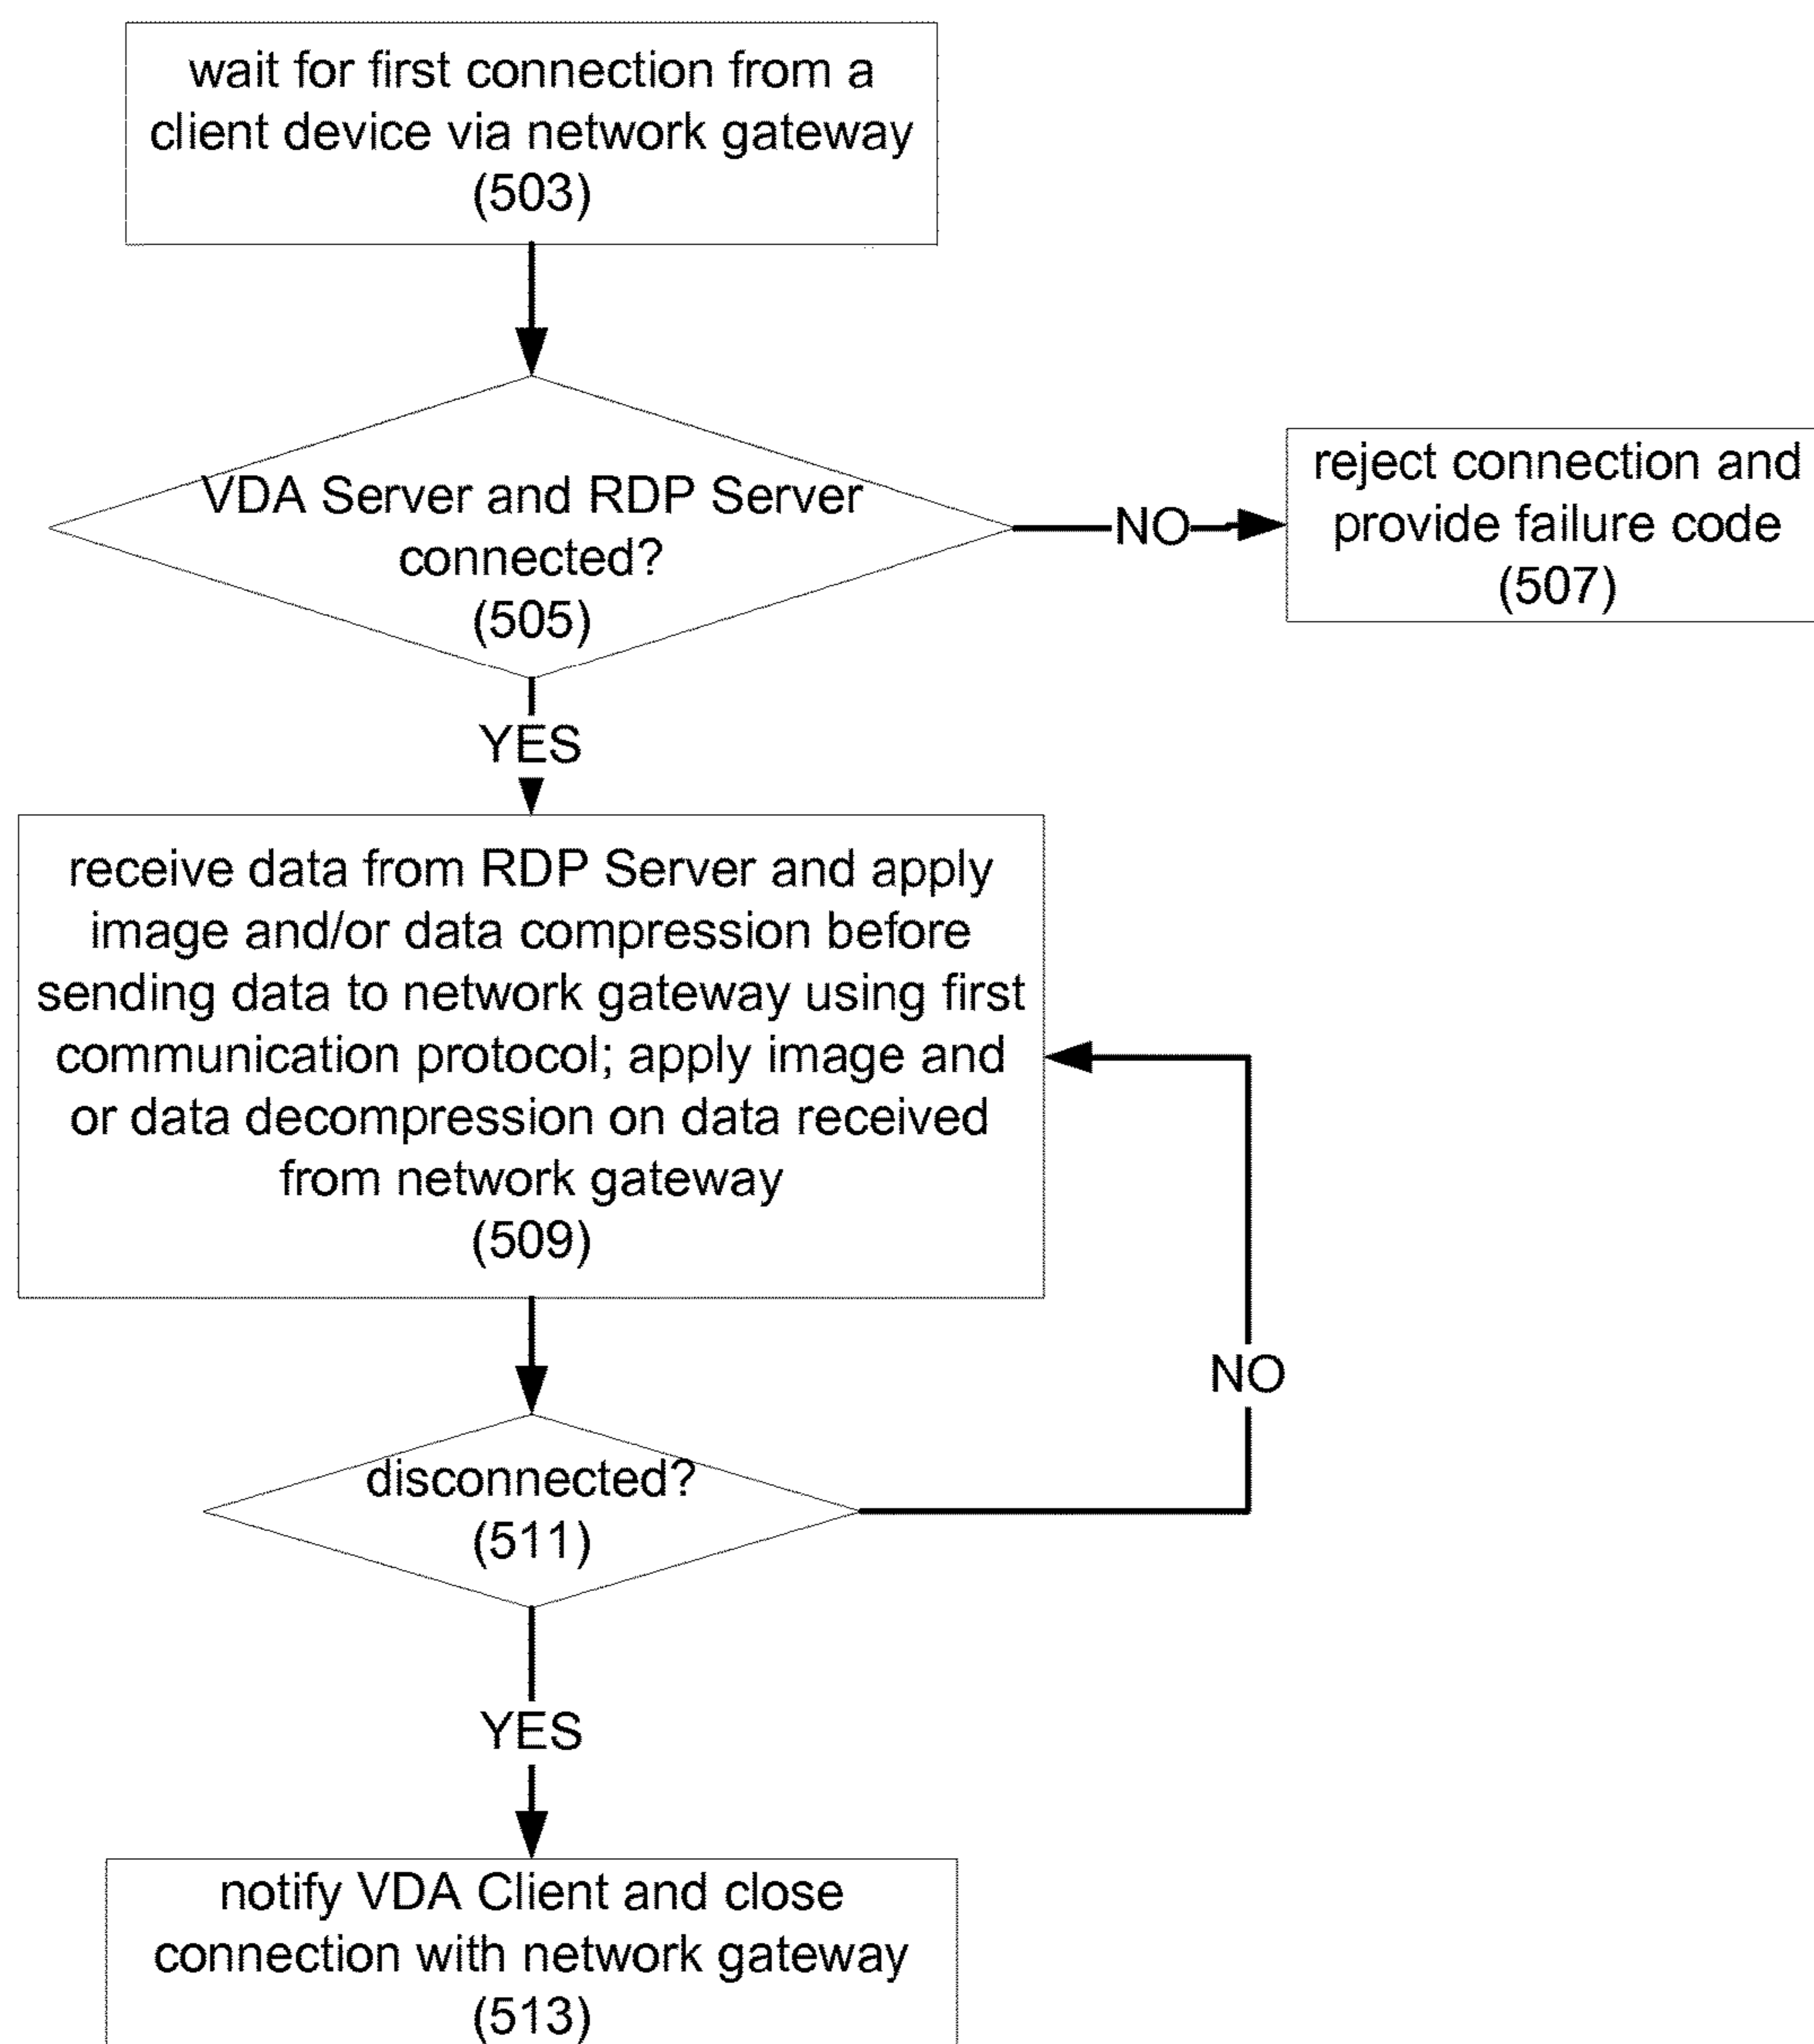 wait for first connection from a
client device via network gateway
(503)
VDA Server and RDP Server
connected?
(505)
NO
reject connection and
provide failure code
(507)
YES
receive data from RDP Server and apply
image and/or data compression before
sending data to network gateway using first
communication protocol; apply image and
or data decompression on data received
from network gateway
(509)
NO
disconnected?
(511)
YES
notify VDA Client and close
connection with network gateway
(513)